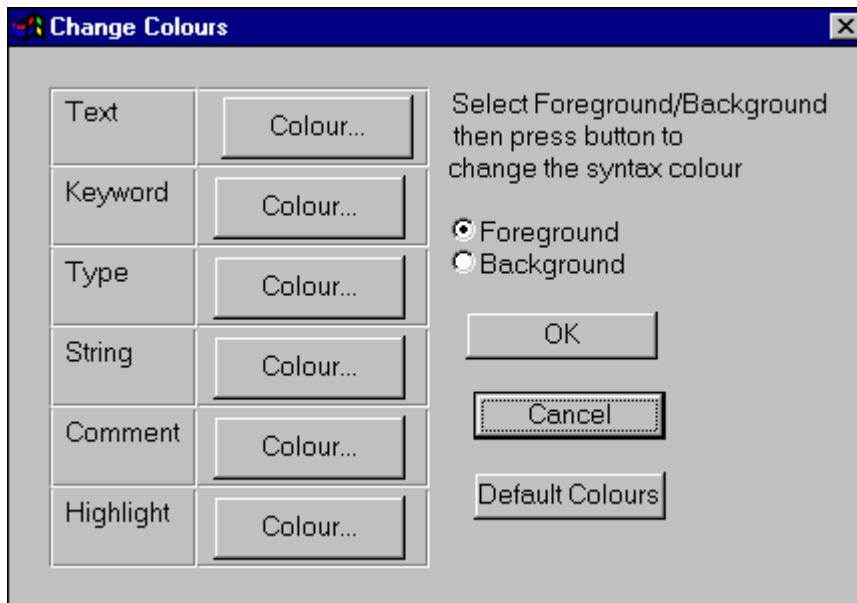 Change Colours
Text
Colour...
Keyword
Colour...
Type
Colour...
String
Colour...
Comment
Colour...
Highlight
Colour...
Select Foreground/Background
then press button to
change the syntax colour
Foreground
Background
OK
Cancel
Default Colours